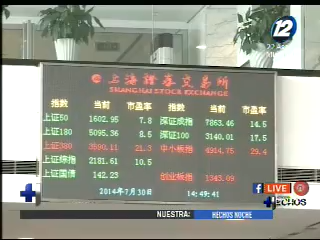 12
上海證券交易所
SHANGHAI STOCK EXCHANGE
指数 当前 市盈率 指数 当前 市盈率
上证50 1602.95 7.8 深证成指 7863.46 14.5
上证180 5095.36 8.5 深证100 3140.01 17.5
上证380 21.3 中小板指 4914.75 29.4
上证综指 2181.61 10.5
上证国债 142.23 创业板指
2014年7月30日 14:49:41
LIVE
HECHOS
NUESTRA: HECHOS NOCHE